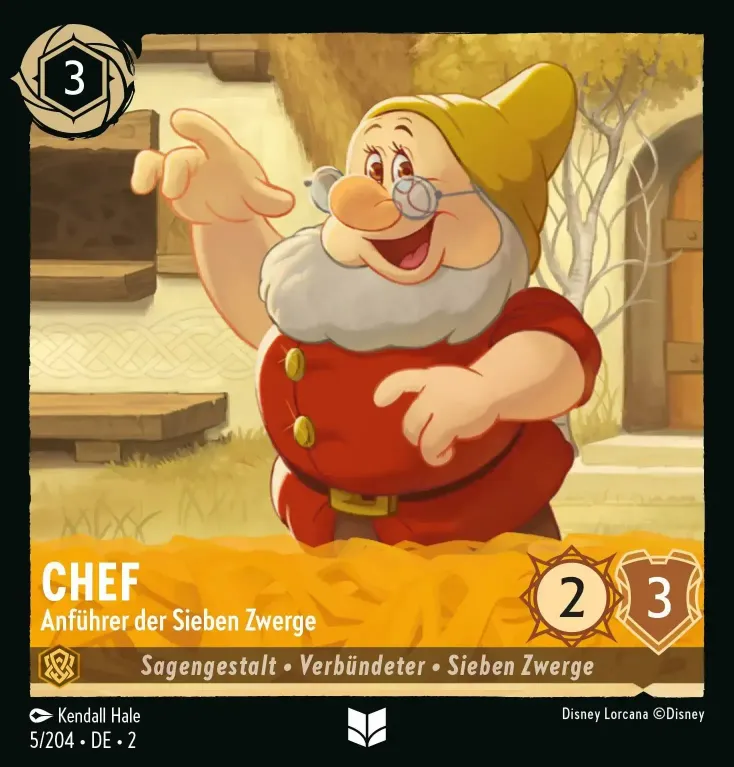 3
CHEF
Anführer der Sieben Zwerge
2
3
Sagengestalt • Verbündeter • Sieben Zwerge
Kendall Hale
Disney Lorcana ©Disney
5/204 • DE • 2